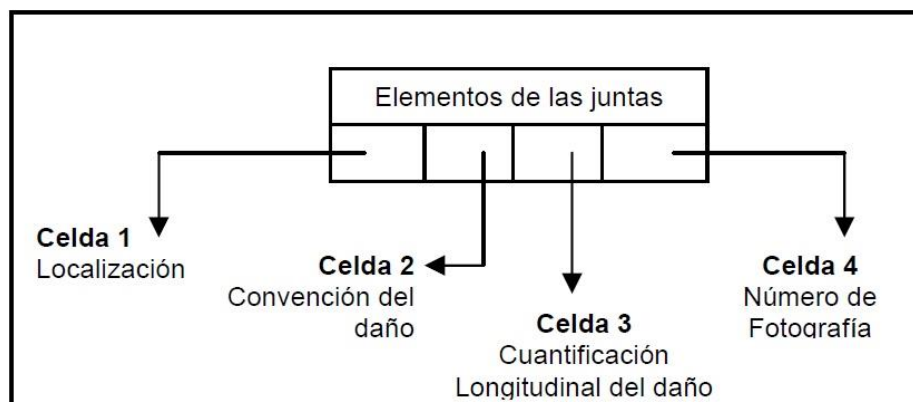 Elementos de las juntas
Celda 1
Localización
Celda 2
Convención del
daño
Celda 3
Cuantificación
Longitudinal del daño
Celda 4
Número de
Fotografía